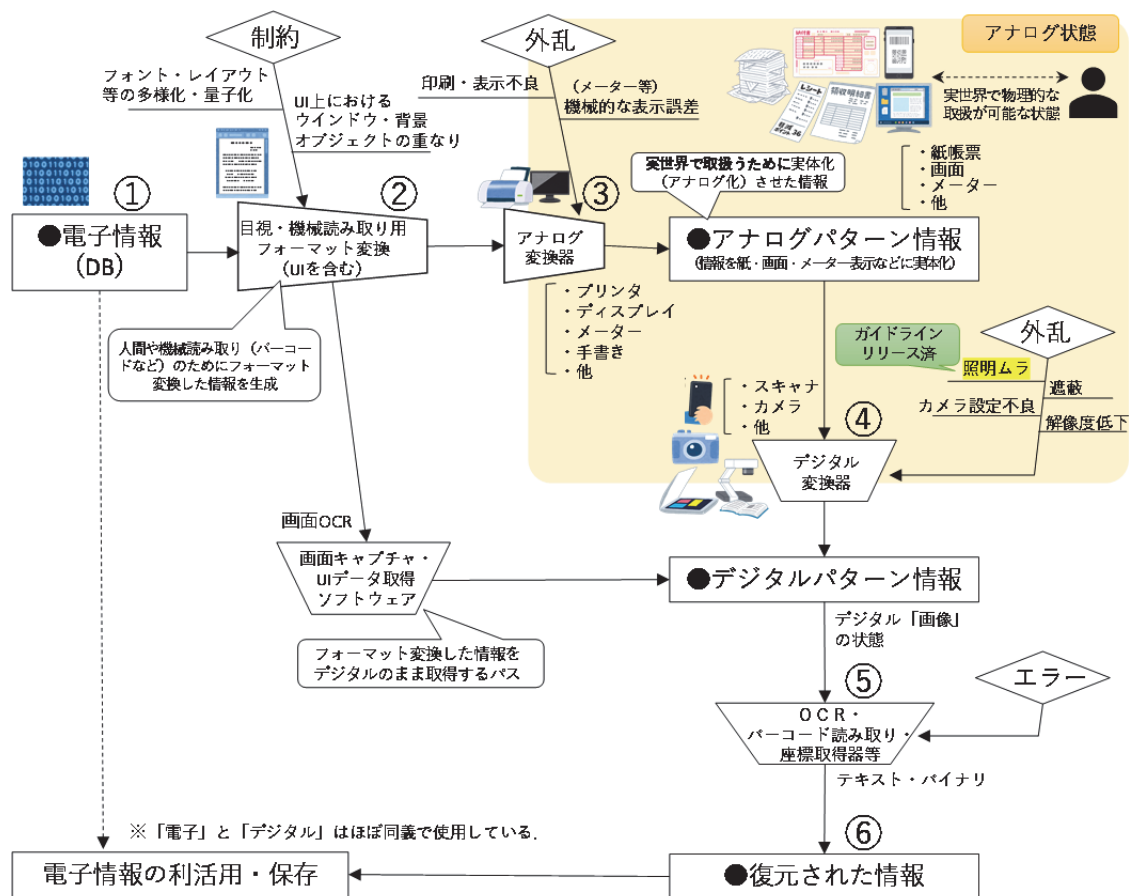 制約
フォント・レイアウト
等の多様化・量子化
UI上における
ウインドウ・背景
オブジェクトの重なり
外乱
印刷・表示不良
（メーター等）
機械的な表示誤差
アナログ状態
実世界で物理的な
取扱が可能な状態
①
●電子情報
（DB）
②
目視・機械読み取り用
フォーマット変換
（UIを含む）
人間や機械読み取り（バーコー
ドなど）のためにフォーマット
変換した情報を生成
③
アナログ
変換器
・プリンタ
・ディスプレイ
・メーター
・手書き
・他
実世界で取扱うために実体化
（アナログ化）させた情報
・紙帳票
・画面
・メーター
・他
●アナログパターン情報
（情報を紙・画面・メーター表示などに実体化）
レシート
領収明細書
ガイドライン
リリース済
外乱
照明ムラ
遮蔽
カメラ設定不良
解像度低下
・スキャナ
・カメラ
・他
④
デジタル
変換器
画面OCR
画面キャプチャ・
UIデータ取得
ソフトウェア
フォーマット変換した情報を
デジタルのまま取得するパス
●デジタルパターン情報
デジタル「画像」
の状態
⑤
エラー
ＯＣＲ・
バーコード読み取り・
座標取得器等
テキスト・バイナリ
⑥
●復元された情報
※「電子」と「デジタル」はほぼ同義で使用している．
電子情報の利活用・保存